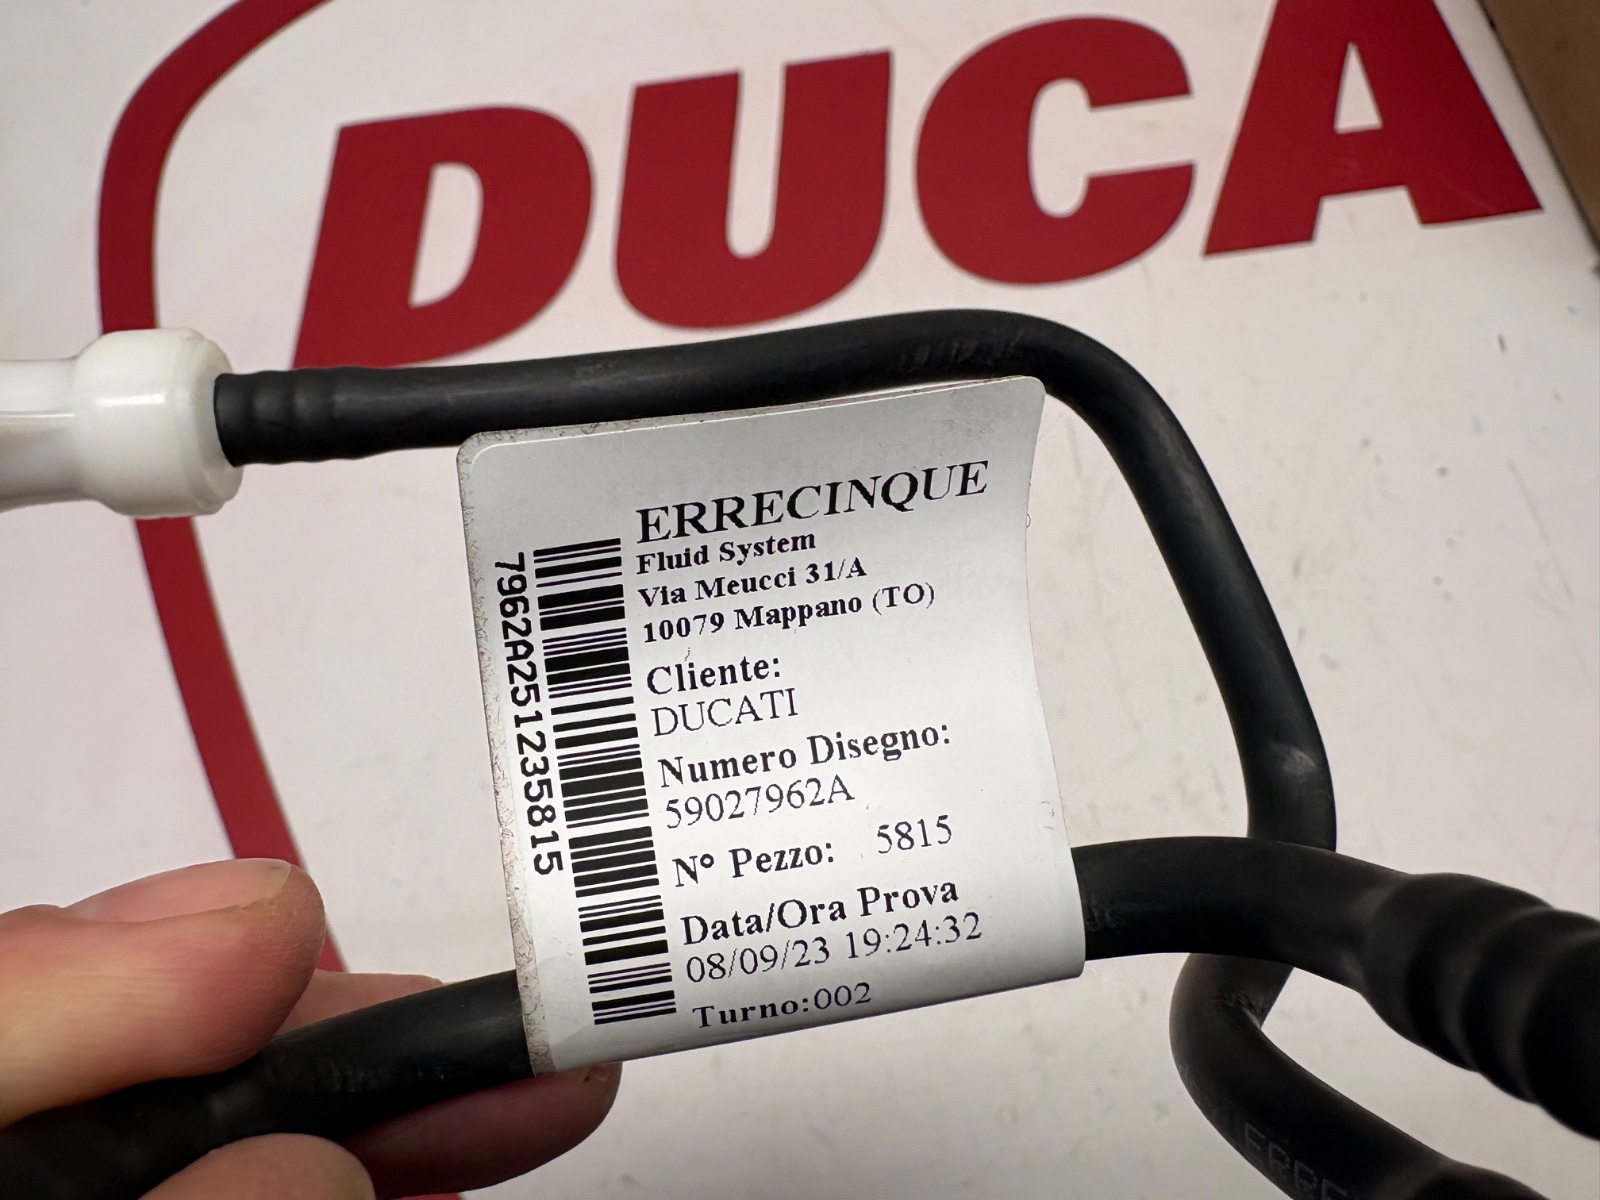 DUCA
ERRECINQUE
Fluid System
Via Meucci 31/A
10079 Mappano (TO)
Cliente:
DUCATI
Numero Disegno:
59027962A
N° Pezzo: 5815
Data/Ora Prova
08/09/23 19:24:32
Turno:002
7962A251235815
ERRE